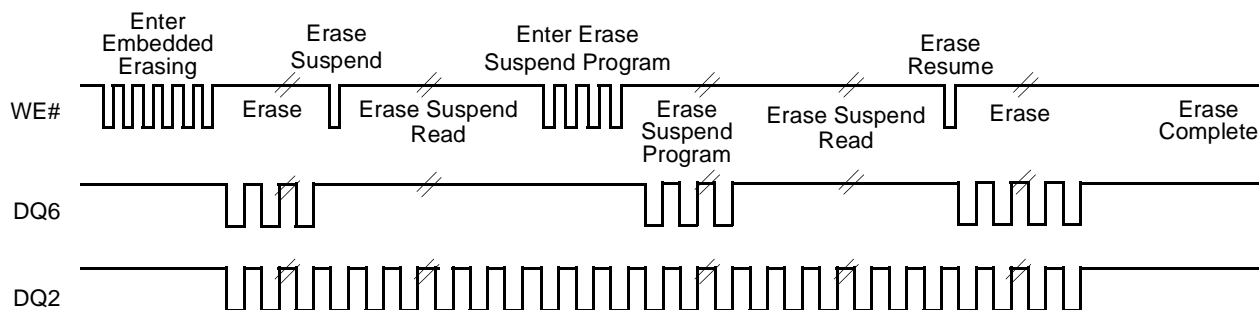 Enter
Embedded
Erasing
Erase
Suspend
Enter Erase
Suspend Program
Erase
Resume
WE#
Erase
Erase Suspend
Read
Erase
Suspend
Program
Erase Suspend
Read
Erase
Erase
Complete
DQ6
DQ2